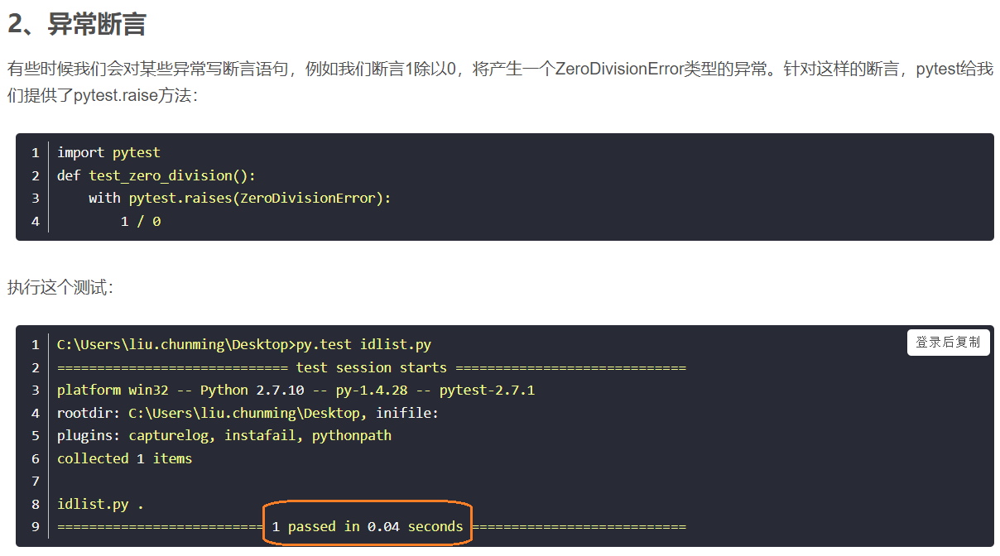 2、异常断言
有些时候我们会对某些异常写断言语句，例如我们断言1除以0，将产生一个ZeroDivisionError类型的异常。针对这样的断言，pytest给我
们提供了pytest.raise方法：
1 import pytest
2 def test_zero_division():
3     with pytest.raises(ZeroDivisionError):
4         1 / 0
执行这个测试：
登录后复制
1 C:\Users\liu.chunming\Desktop>py.test idlist.py
2 ============================= test session starts =============================
3 platform win32 -- Python 2.7.10 -- py-1.4.28 -- pytest-2.7.1
4 rootdir: C:\Users\liu.chunming\Desktop, inifile:
5 plugins: capturelog, instafail, pythonpath
6 collected 1 items
7
8 idlist.py .
9 ========================== 1 passed in 0.04 seconds ===========================